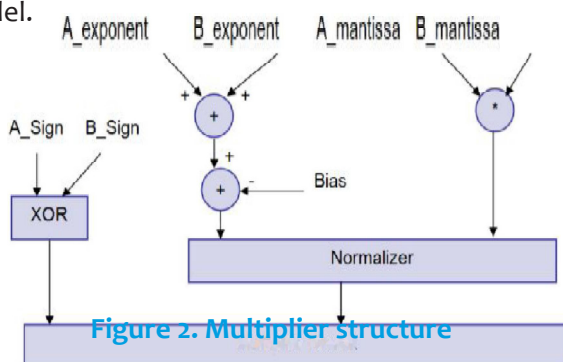 del.
A_exponent B_exponent A_mantissa B_mantissa
+ +
+
*
A_Sign B_Sign
+
-
+
Bias
XOR
Normalizer
Figure 2. Multiplier structure